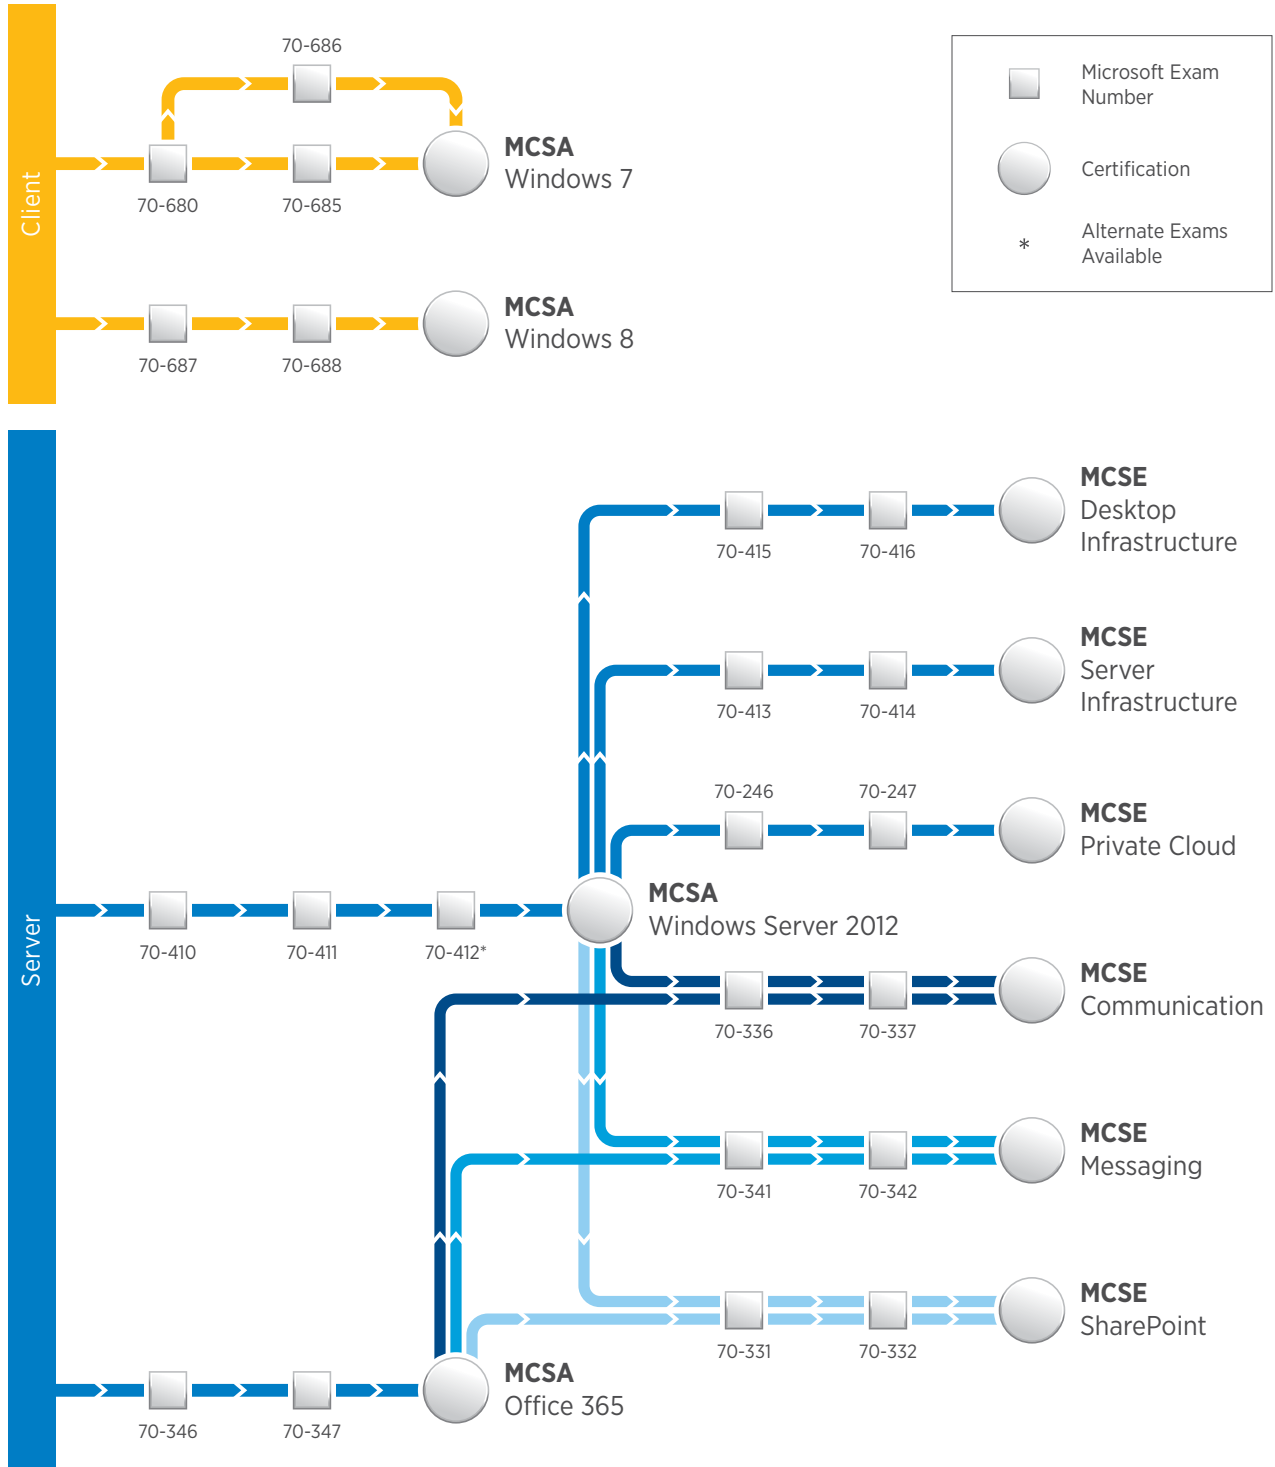 Client
70-686
70-680
70-685
MCSA
Windows 7
70-687
70-688
MCSA
Windows 8
Microsoft Exam
Number
Certification
*
Alternate Exams
Available
Server
70-415
70-416
MCSE
Desktop
Infrastructure
70-413
70-414
MCSE
Server
Infrastructure
70-246
70-247
MCSE
Private Cloud
70-410
70-411
70-412*
MCSA
Windows Server 2012
70-336
70-337
MCSE
Communication
70-341
70-342
MCSE
Messaging
70-331
70-332
MCSE
SharePoint
70-346
70-347
MCSA
Office 365